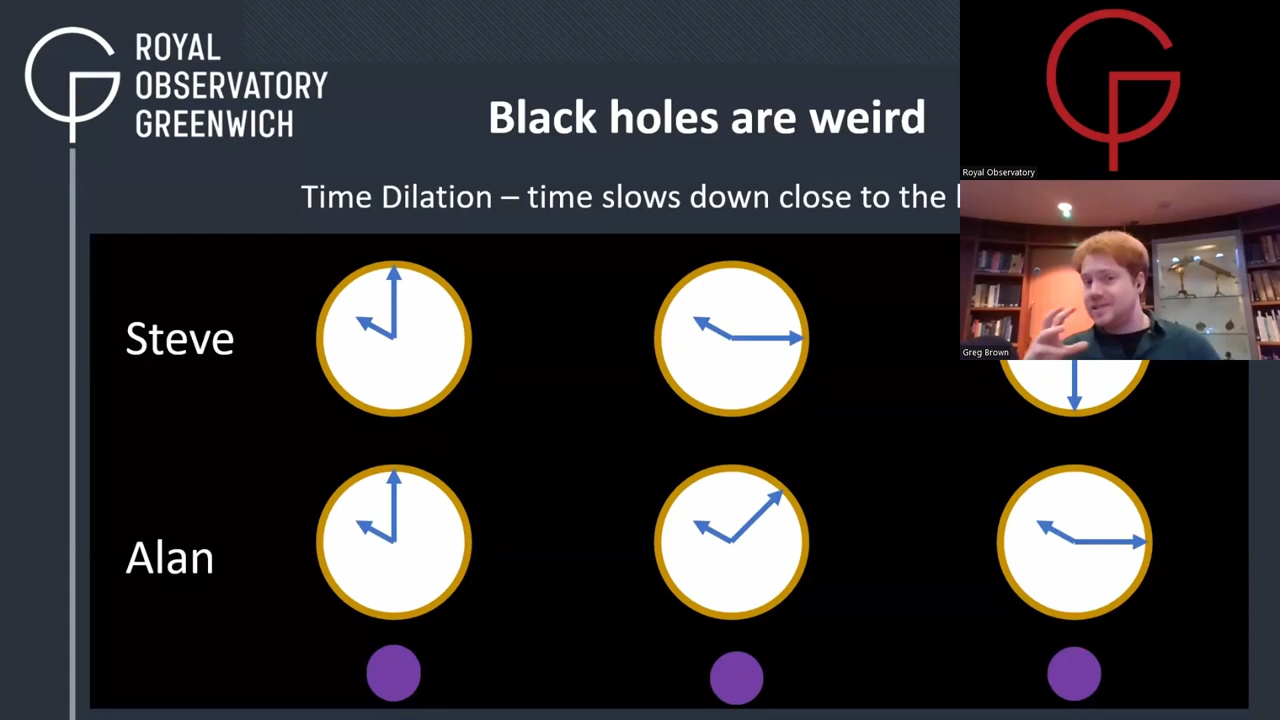 ROYAL
OBSERVATORY
GREENWICH
Black holes are weird
Time Dilation – time slows down close to the
Royal Observatory
Greg Brown
Steve
Alan